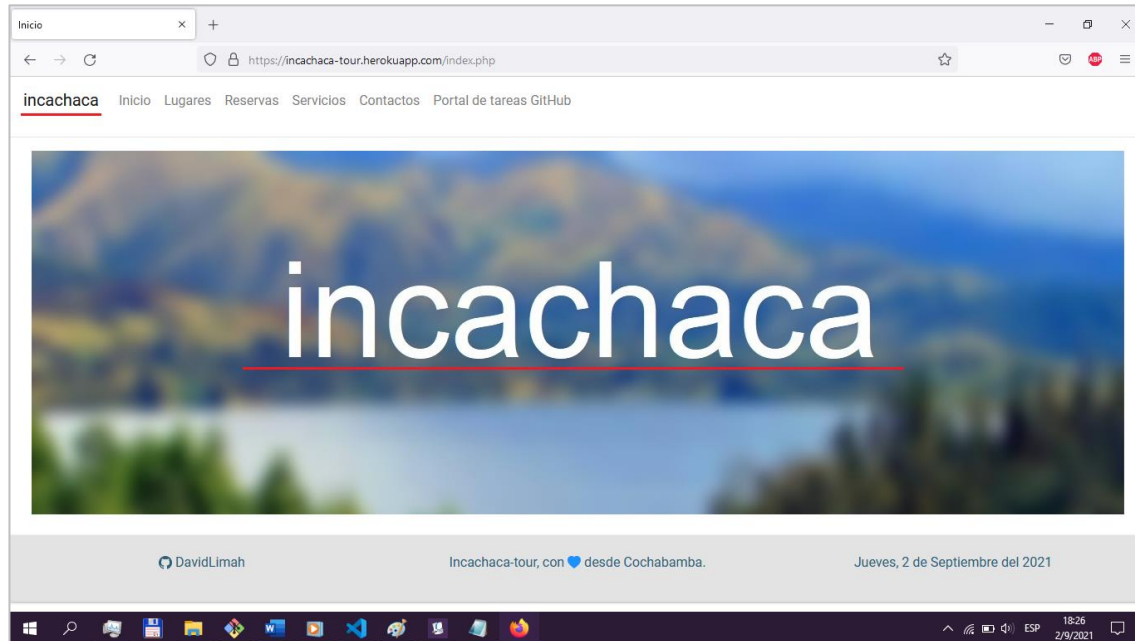 Inicio
https://incachaca-tour.herokuapp.com/index.php
ABP
incachaca Inicio Lugares Reservas Servicios Contactos Portal de tareas GitHub
incachaca
DavidLimah Incachaca-tour, con 💙 desde Cochabamba. Jueves, 2 de Septiembre del 2021
ESP 18:26
2/9/2021